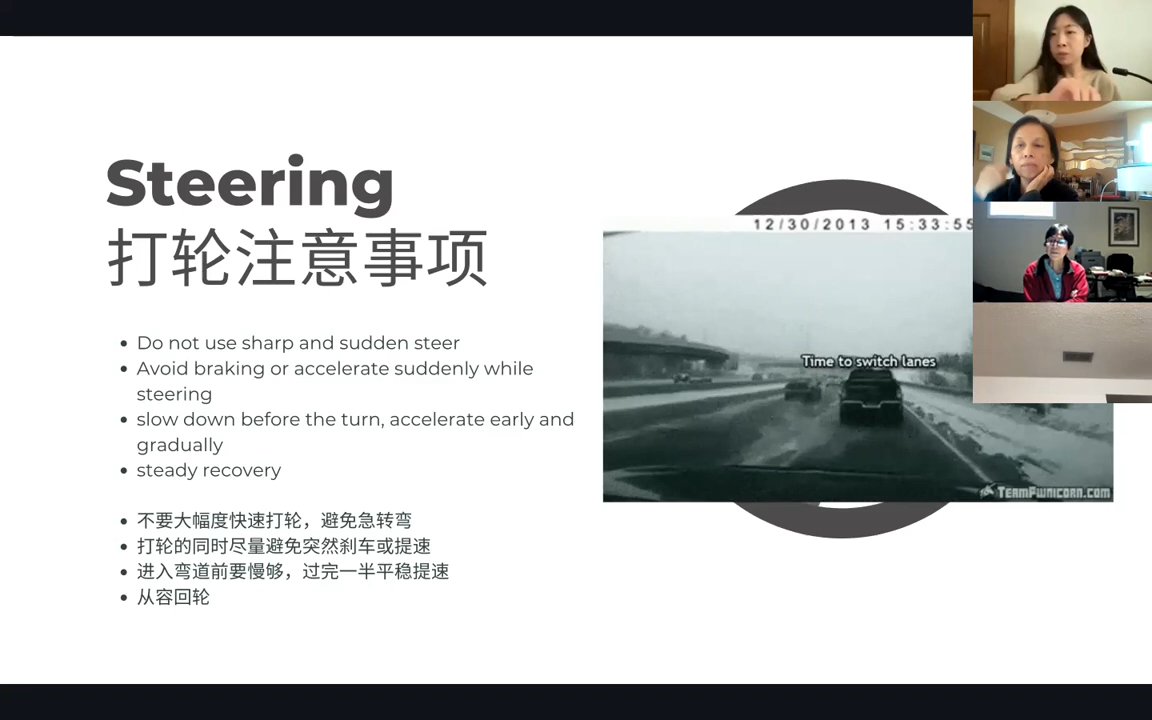 Steering
打轮注意事项
Do not use sharp and sudden steer
Avoid braking or accelerate suddenly while
steering
slow down before the turn, accelerate early and
gradually
steady recovery
不要大幅度快速打轮，避免急转弯
打轮的同时尽量避免突然刹车或提速
进入弯道前要慢够，过完一半平稳提速
从容回轮
12/30/2013 15:33:55
Time to switch lanes
TeamFwnicorn.com